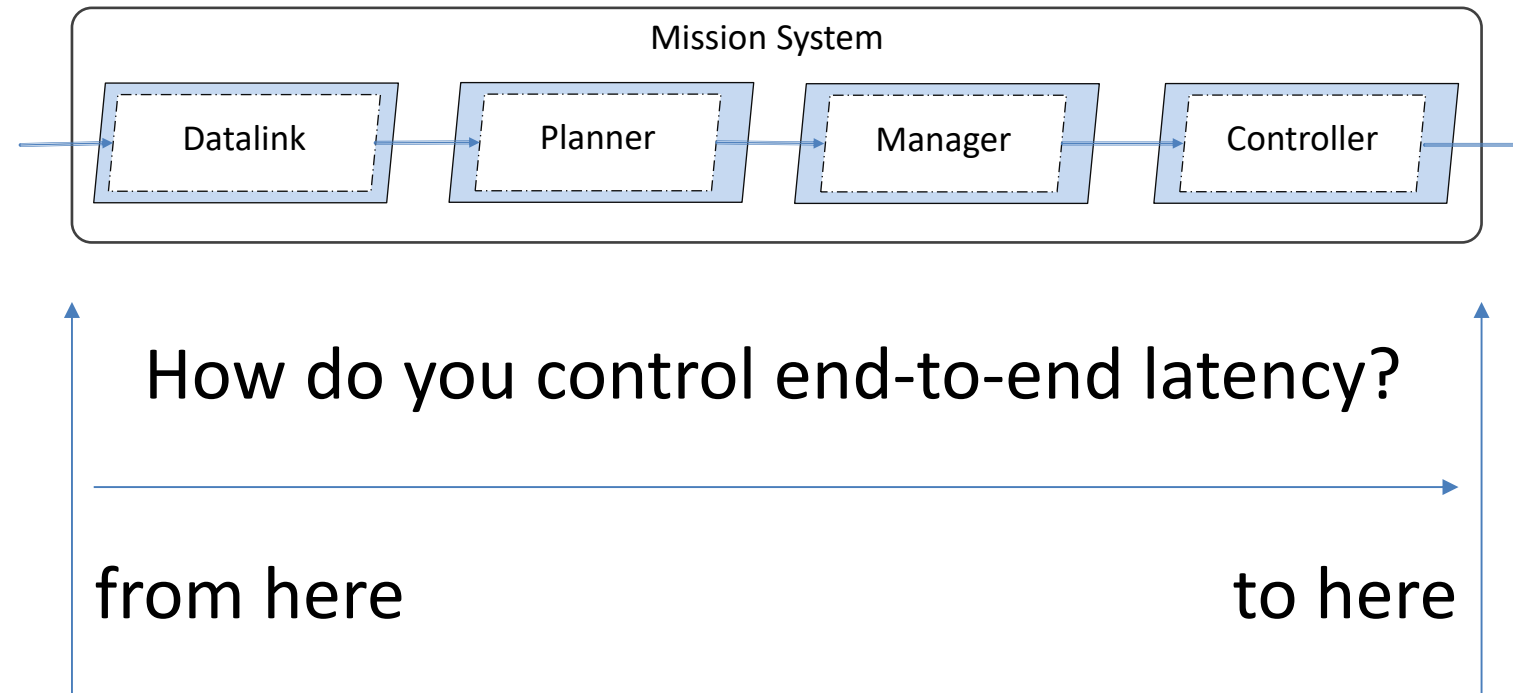 Mission System
Datalink
Planner
Manager
Controller
How do you control end-to-end latency?
from here
to here